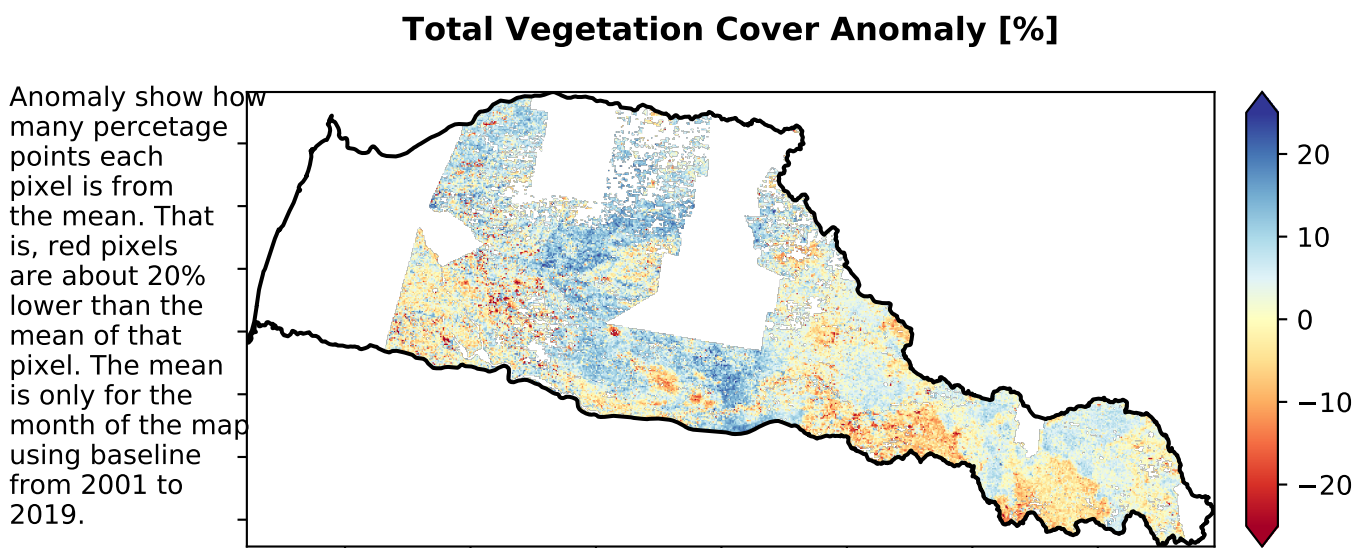 Total Vegetation Cover Anomaly [%]
Anomaly show how
many percetage
points each
pixel is from
the mean. That
is, red pixels
are about 20%
lower than the
mean of that
pixel. The mean
is only for the
month of the map
using baseline
from 2001 to
2019.
20
10
0
−10
−20